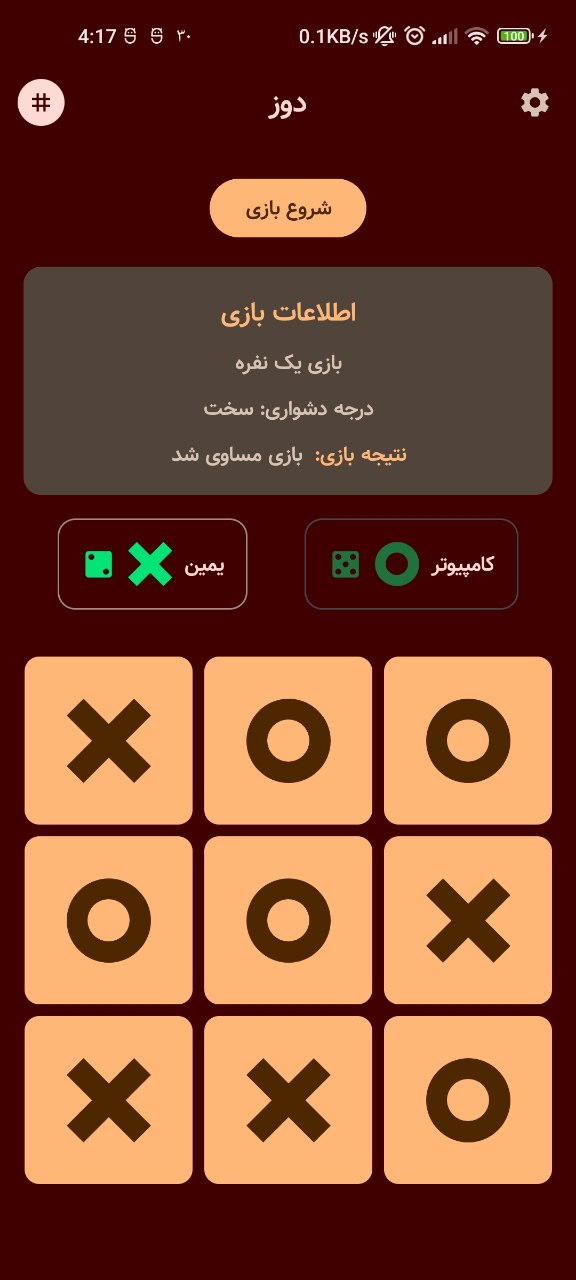 4:17 ۳۰ 0.1KB/s 100
دوز
شروع بازی
اطلاعات بازی
بازی یک نفره
درجه دشواری: سخت
نتیجه بازی: بازی مساوی شد
کامپیوتر
یمین